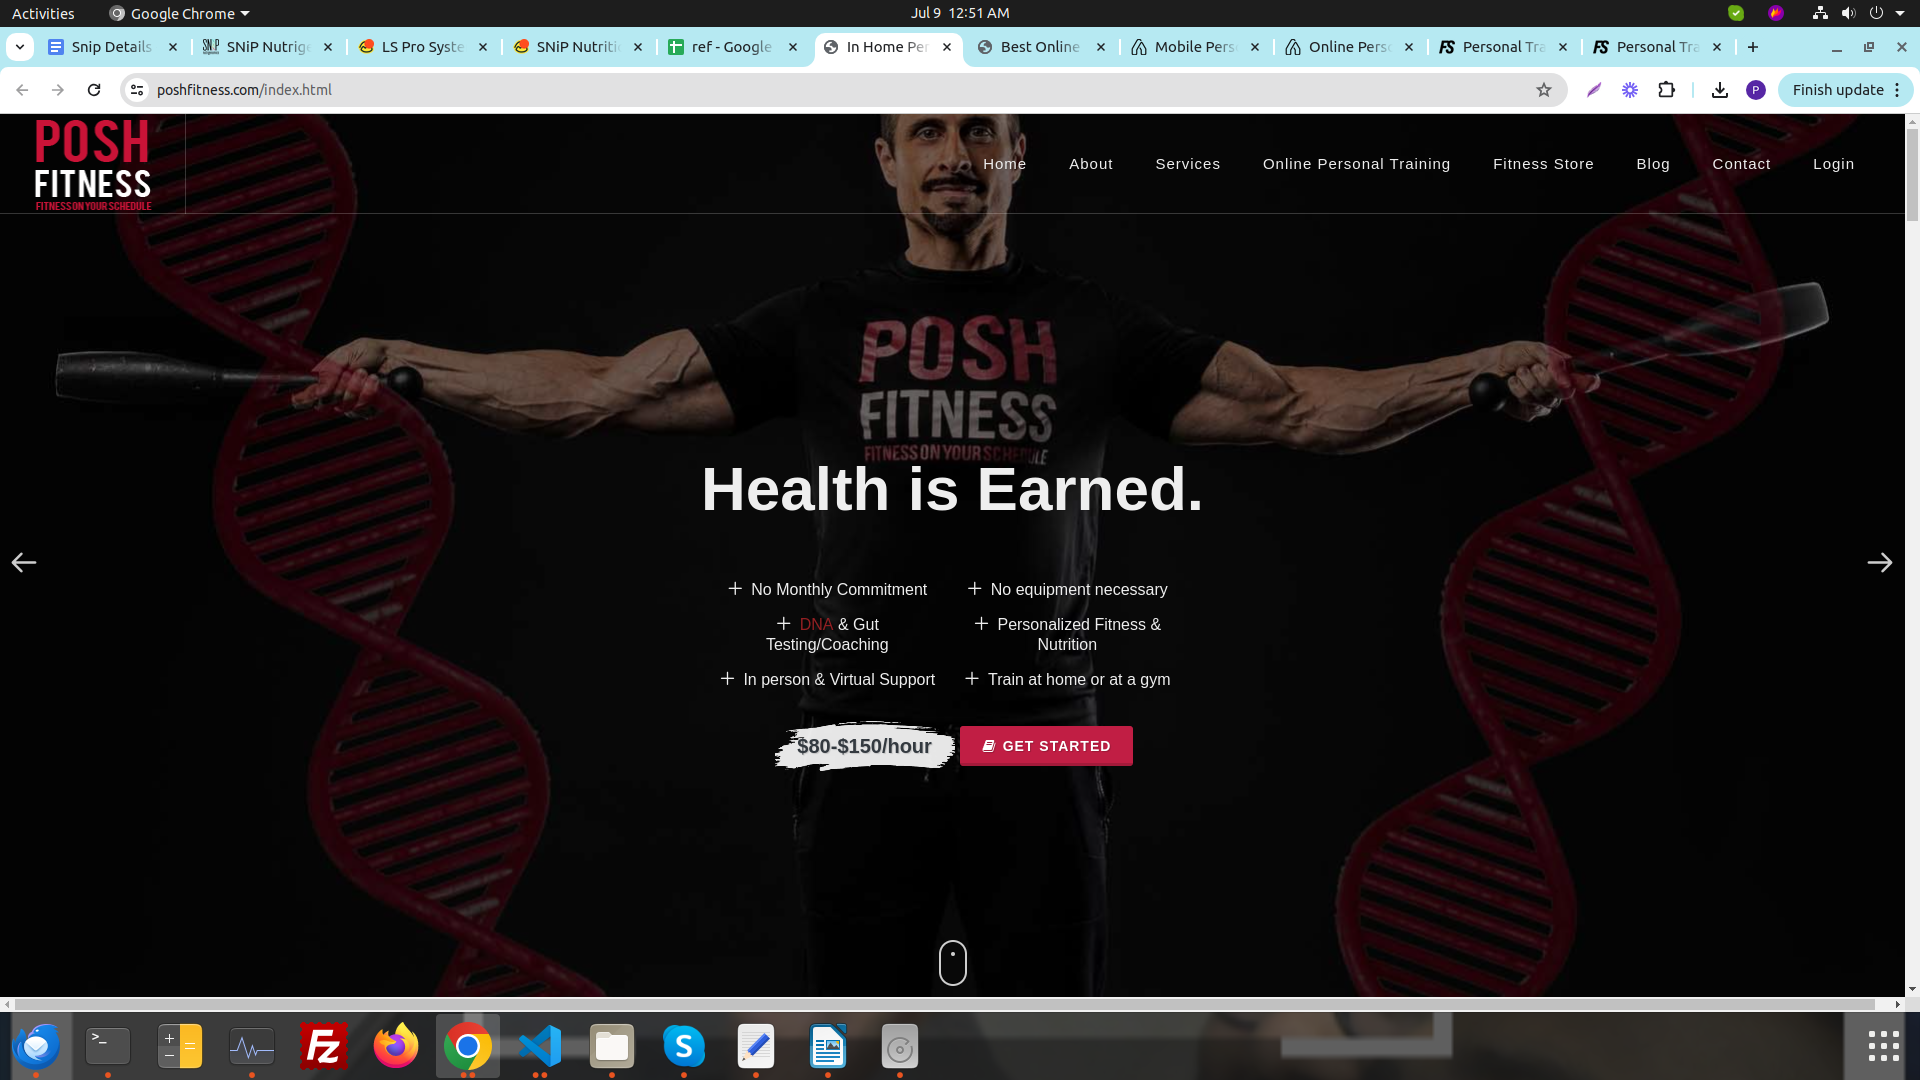 Activities
Google Chrome
Jul 9 12:51 AM
Snip Details
SNiP Nutrige
LS Pro Syste
SNiP Nutriti
ref - Google
In Home Per
Best Online
Mobile Pers
Online Perso
Personal Tra
Personal Tra
poshfitness.com/index.html
P
Finish update
POSH
FITNESS
FITNESS ON YOUR SCHEDULE
Home
About
Services
Online Personal Training
Fitness Store
Blog
Contact
Login
POSH
FITNESS
FITNESS ON YOUR SCHEDULE
Health is Earned.
No Monthly Commitment
No equipment necessary
DNA & Gut
Testing/Coaching
Personalized Fitness &
Nutrition
In person & Virtual Support
Train at home or at a gym
$80-$150/hour
GET STARTED